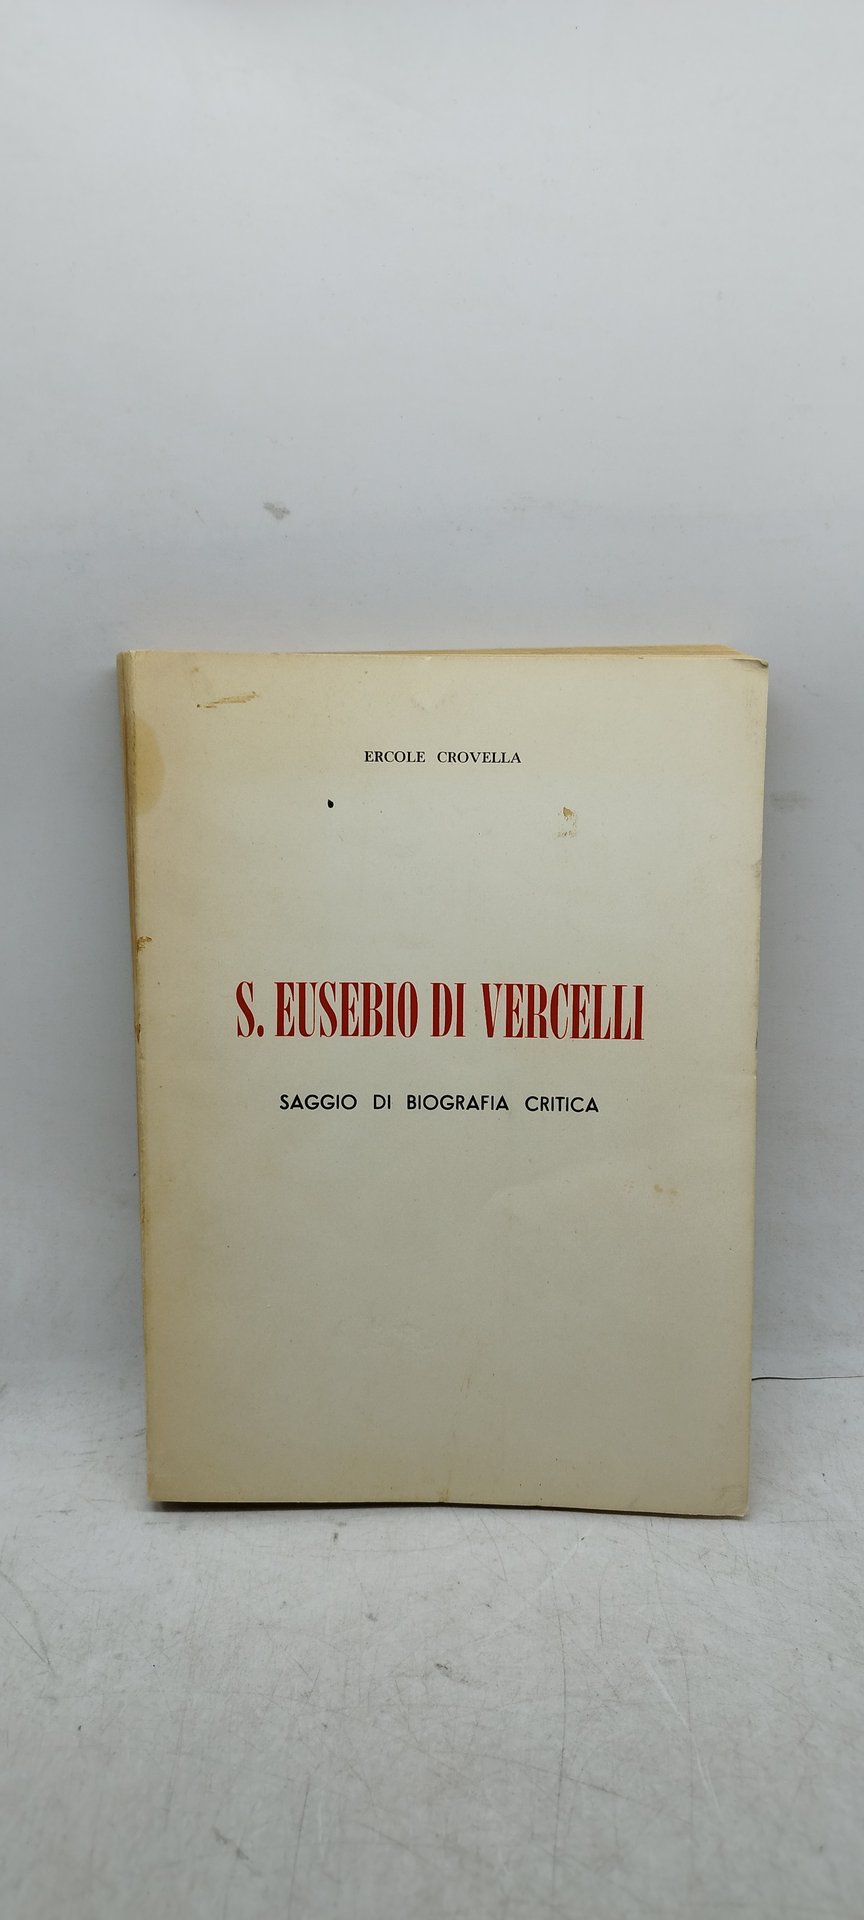 ERCOLE CROVELLA
S. EUSEBIO DI VERCELLI
SAGGIO DI BIOGRAFIA CRITICA